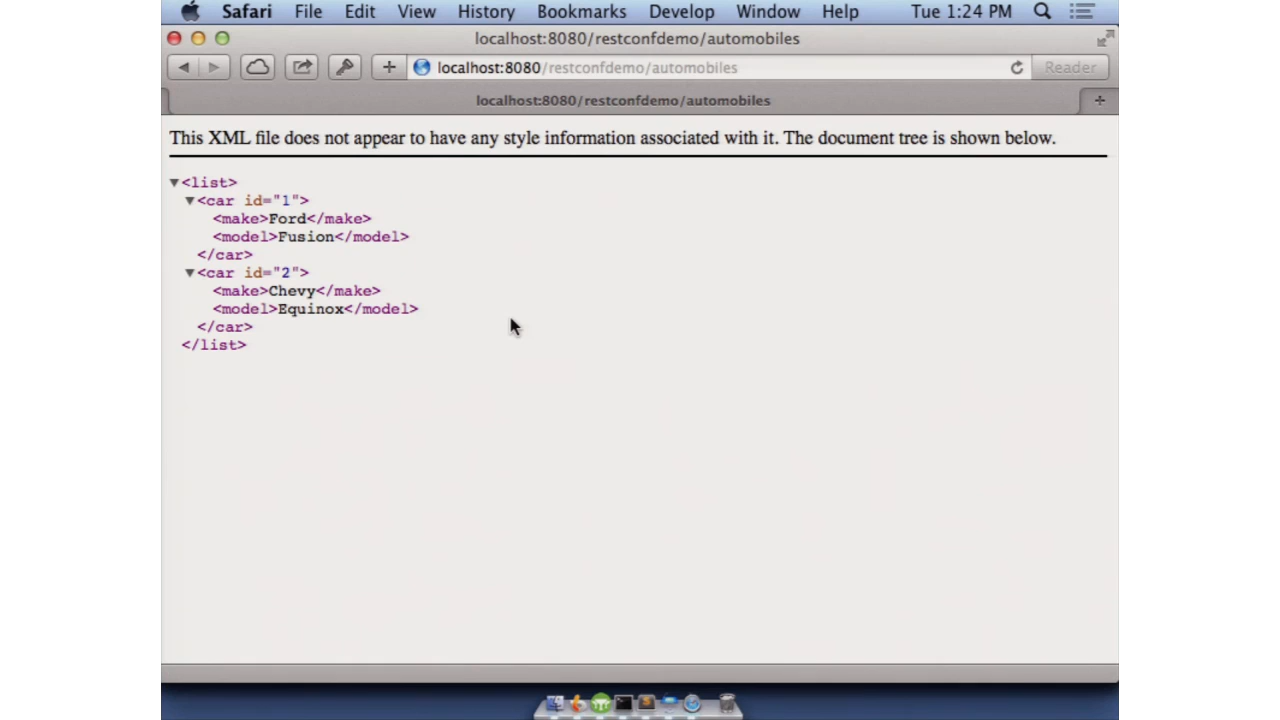 Safari File Edit View History Bookmarks Develop Window Help Tue 1:24 PM
localhost:8080/restconfdemo/automobiles
localhost:8080/restconfdemo/automobiles Reader
localhost:8080/restconfdemo/automobiles
This XML file does not appear to have any style information associated with it. The document tree is shown below.
<list>
<car id="1">
<make>Ford</make>
<model>Fusion</model>
</car>
<car id="2">
<make>Chevy</make>
<model>Equinox</model>
</car>
</list>